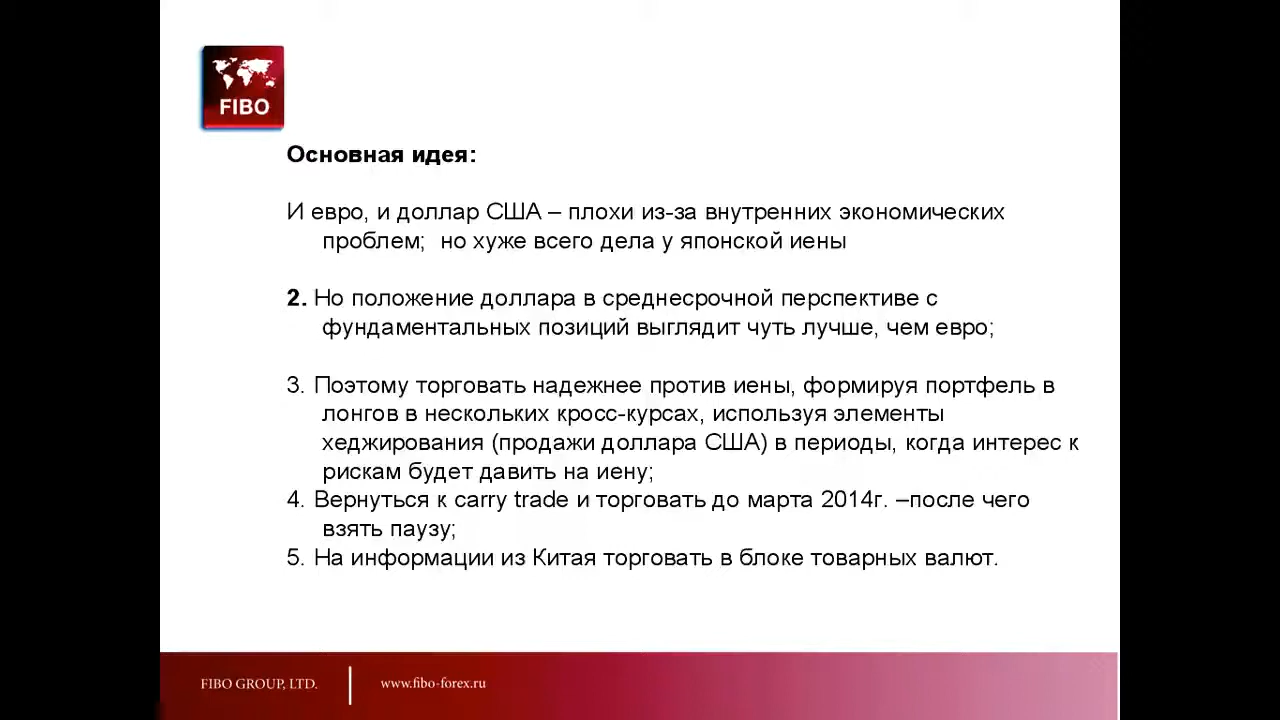 FIBO
Основная идея:
И евро, и доллар США – плохи из-за внутренних экономических
проблем;  но хуже всего дела у японской иены
2. Но положение доллара в среднесрочной перспективе с
фундаментальных позиций выглядит чуть лучше, чем евро;
3. Поэтому торговать надежнее против иены, формируя портфель в
лонгов в нескольких кросс-курсах, используя элементы
хеджирования (продажи доллара США) в периоды, когда интерес к
рискам будет давить на иену;
4. Вернуться к carry trade и торговать до марта 2014г. –после чего
взять паузу;
5. На информации из Китая торговать в блоке товарных валют.
FIBO GROUP, LTD.
www.fibo-forex.ru